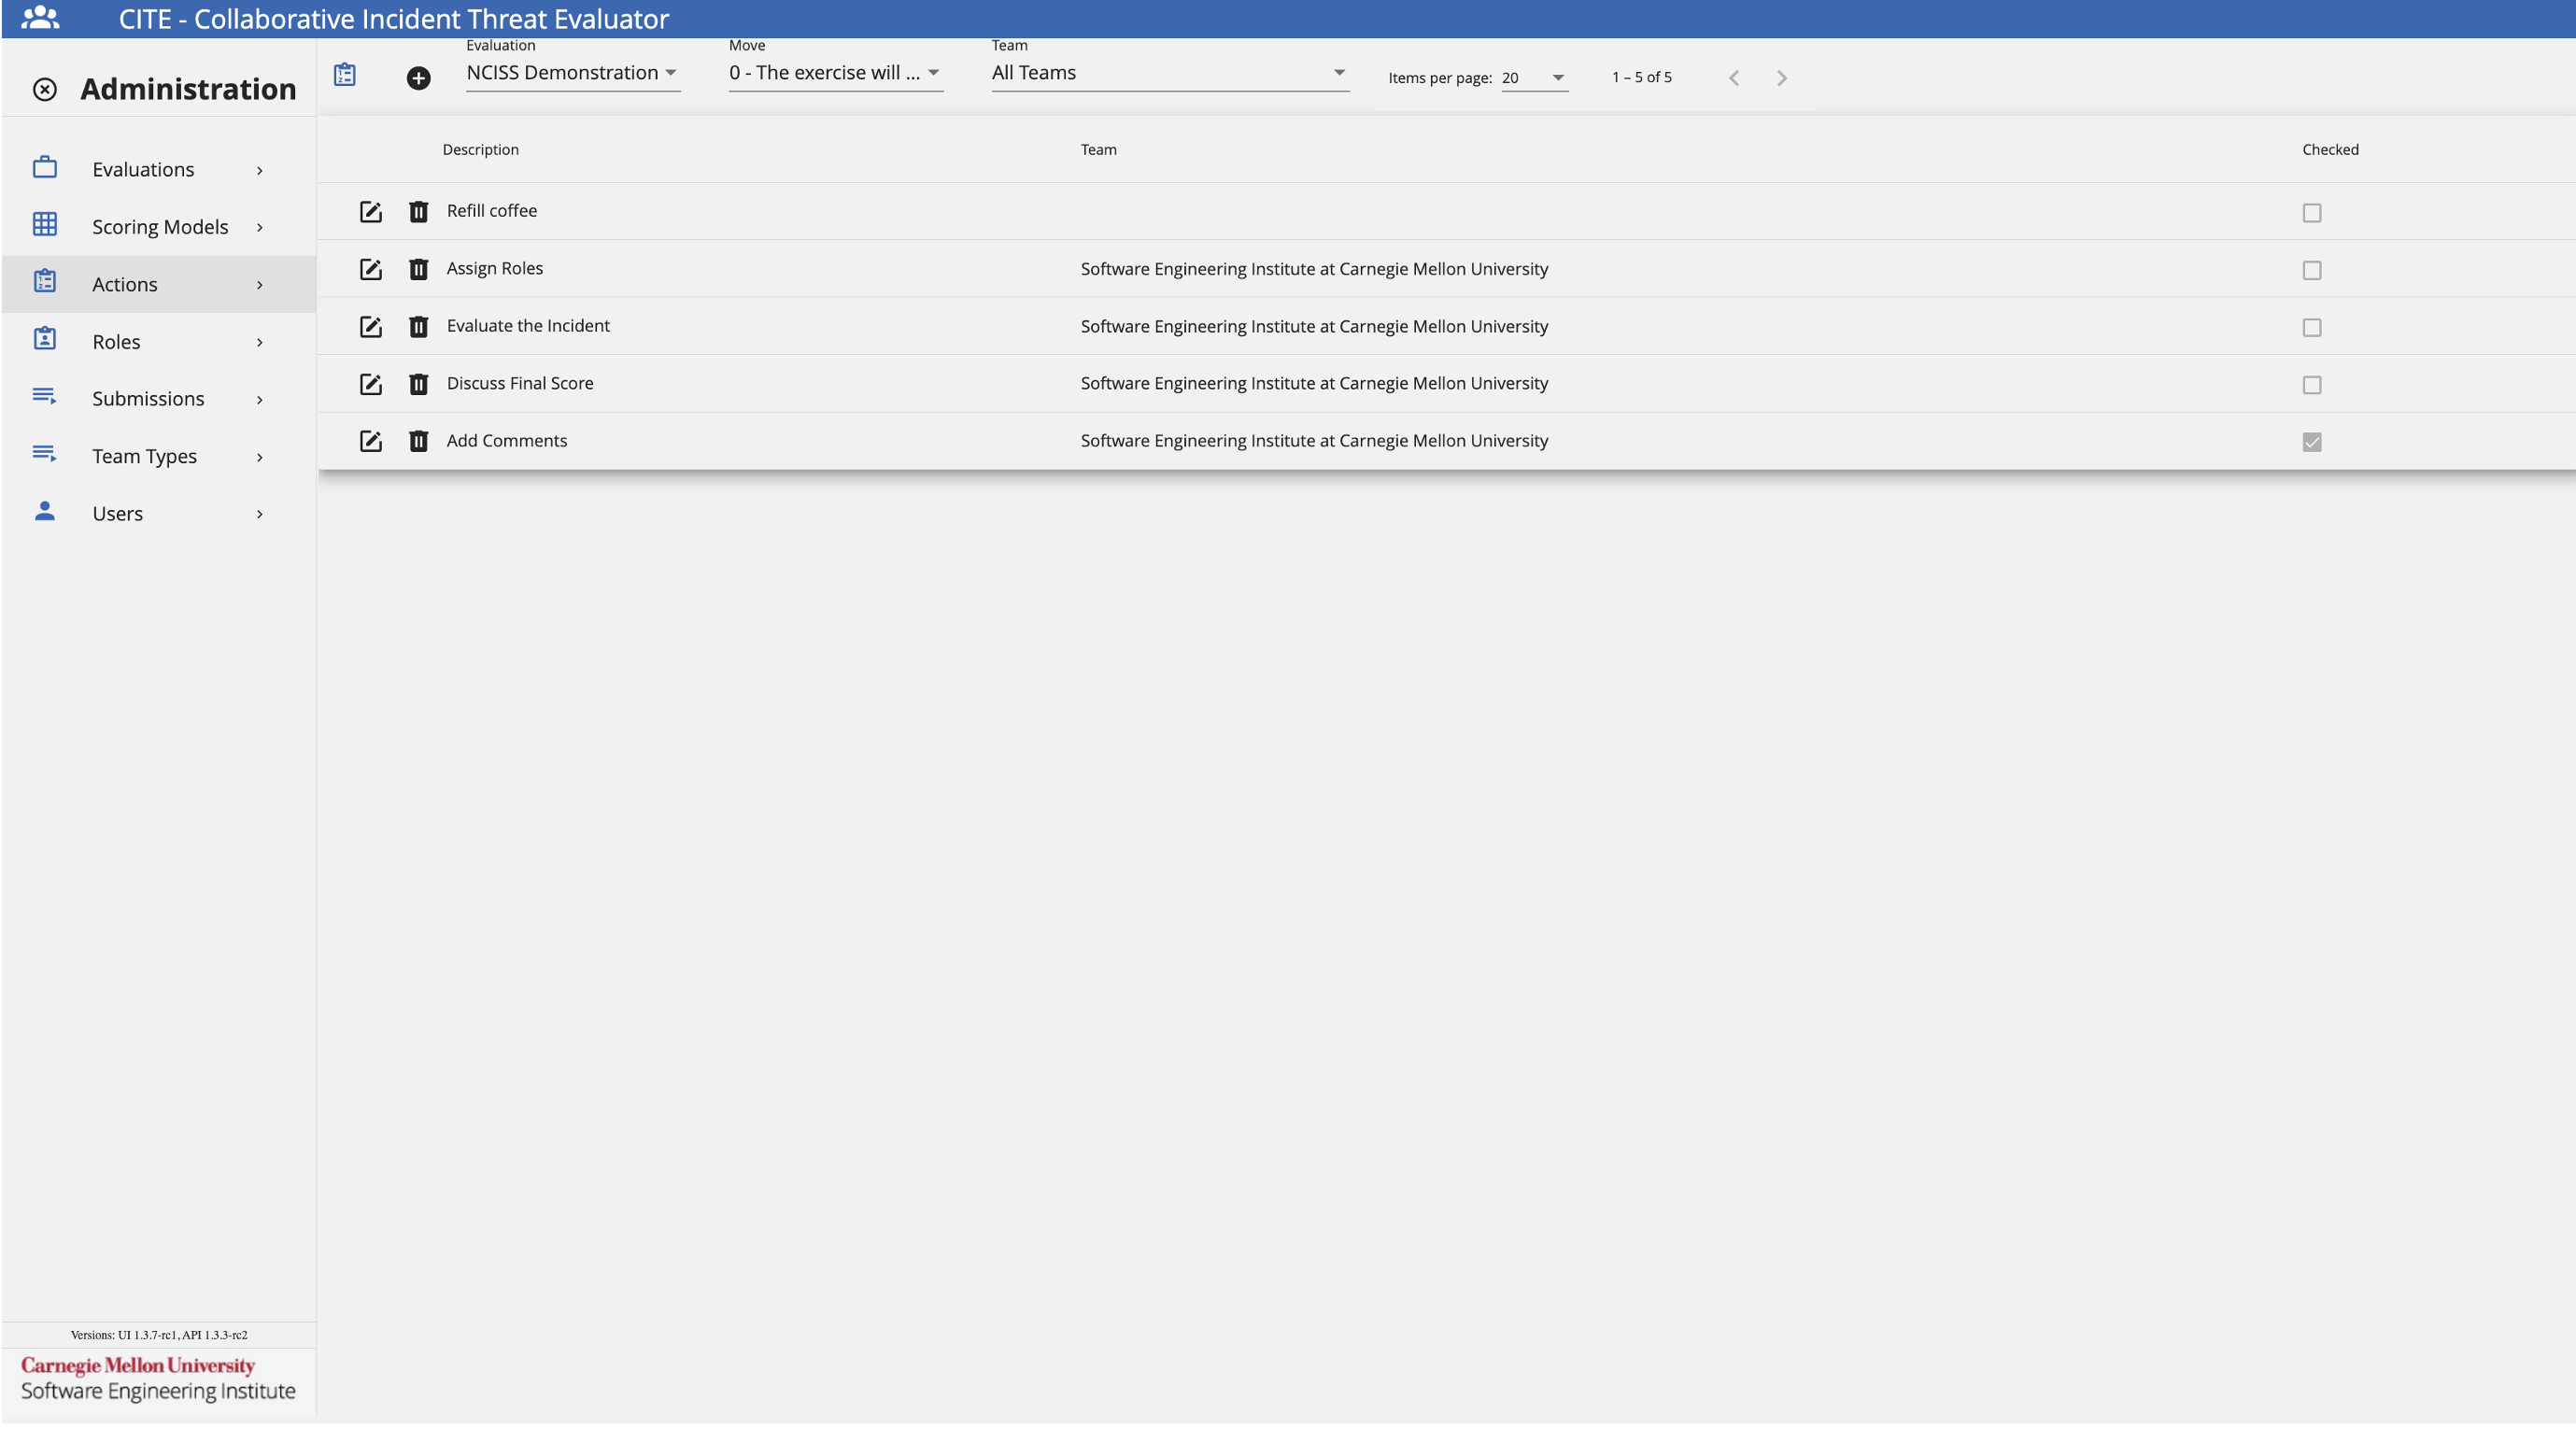 CITE - Collaborative Incident Threat Evaluator
Administration
Evaluations
Scoring Models
Actions
Roles
Submissions
Team Types
Users
Evaluation
NCISS Demonstration
Move
0 - The exercise will ...
Team
All Teams
Items per page: 20
1 – 5 of 5
Description Team Checked
Refill coffee
Assign Roles Software Engineering Institute at Carnegie Mellon University
Evaluate the Incident Software Engineering Institute at Carnegie Mellon University
Discuss Final Score Software Engineering Institute at Carnegie Mellon University
Add Comments Software Engineering Institute at Carnegie Mellon University
Versions: UI 1.3.7-rc1, API 1.3.3-rc2
Carnegie Mellon University
Software Engineering Institute